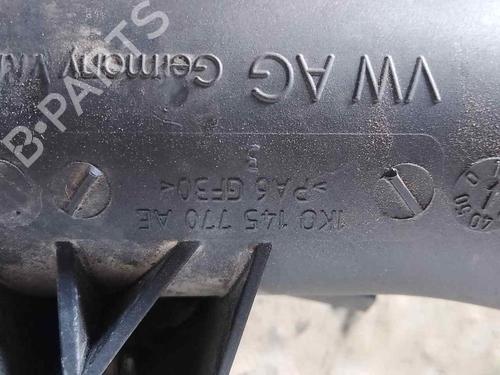 B-PARTS
VW AG Germany
>PA6 GF30<
1K0 145 770 AE